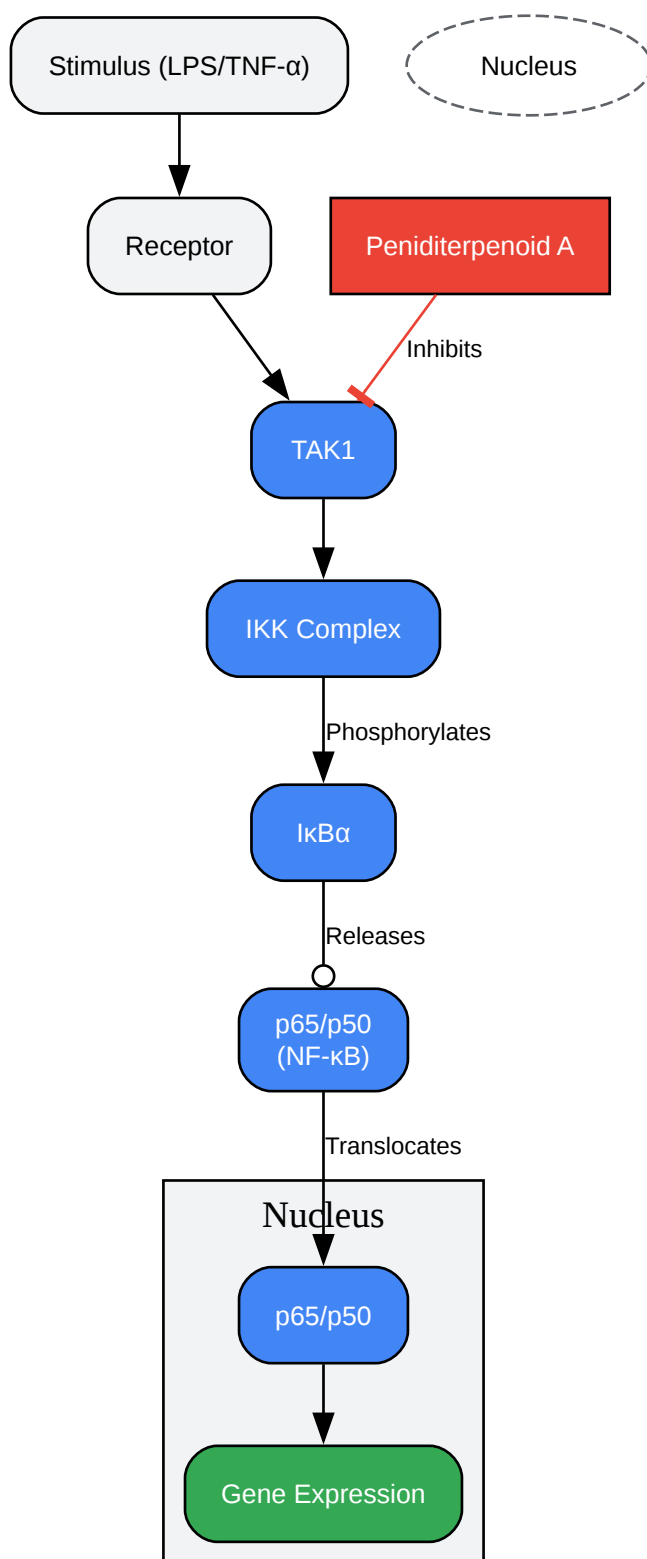 Stimulus (LPS/TNF-α)
Nucleus
Receptor
Peniditerpenoid A
Inhibits
TAK1
IKK Complex
Phosphorylates
IκBα
Releases
p65/p50
(NF-κB)
Translocates
Nucleus
p65/p50
Gene Expression